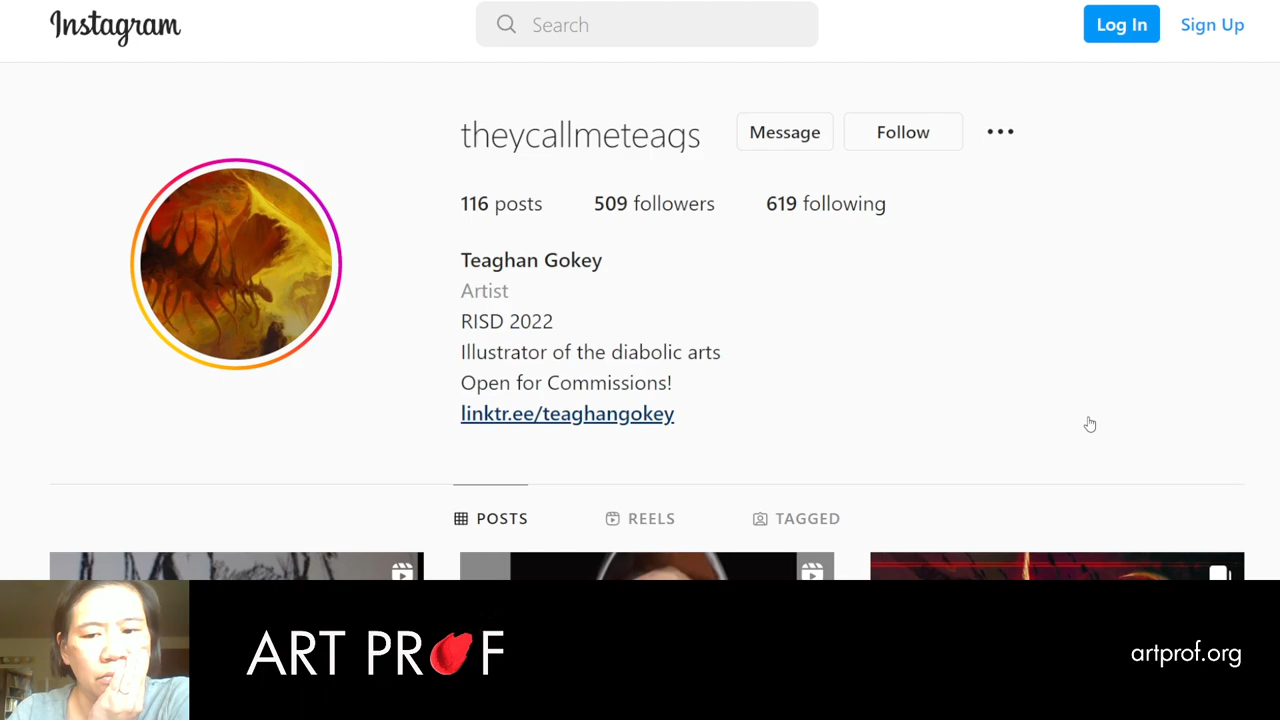 Instagram
Search
Log In
Sign Up
theycallmeteags
Message
Follow
116 posts
509 followers
619 following
Teaghan Gokey
Artist
RISD 2022
Illustrator of the diabolic arts
Open for Commissions!
linktr.ee/teaghangokey
POSTS
REELS
TAGGED
ART PROF
artprof.org